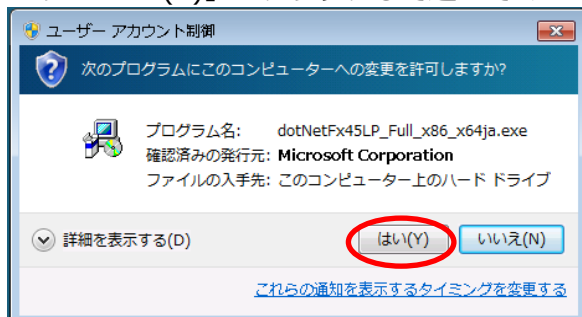 ユーザー アカウント制御
次のプログラムにこのコンピューターへの変更を許可しますか?
プログラム名: dotNetFx45LP_Full_x86_x64ja.exe
確認済みの発行元: Microsoft Corporation
ファイルの入手先: このコンピューター上のハード ドライブ
詳細を表示する(D) はい(Y) いいえ(N)
これらの通知を表示するタイミングを変更する